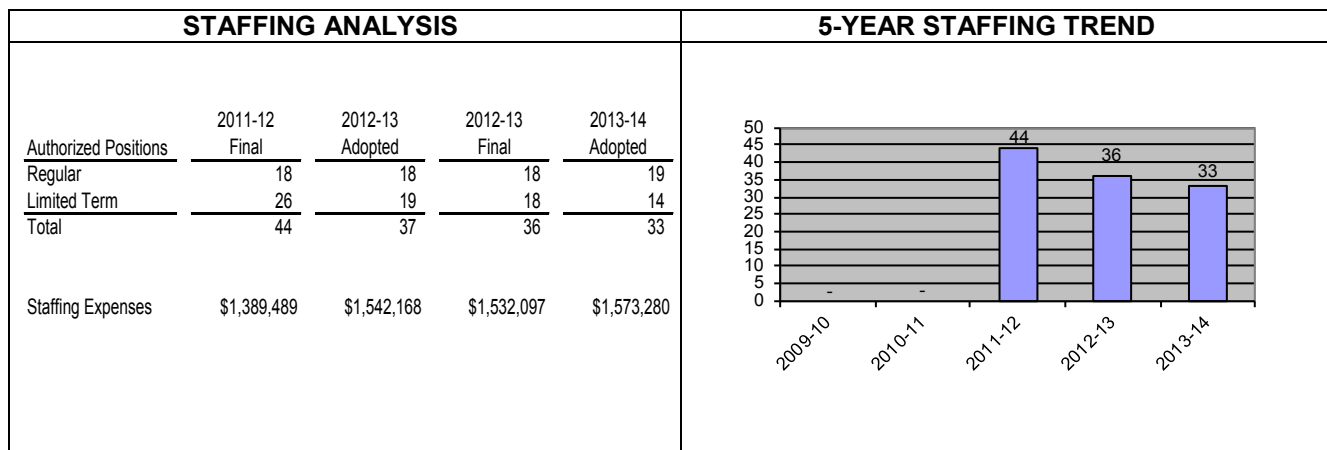 STAFFING ANALYSIS
2011-12 2012-13 2012-13 2013-14
Authorized Positions Final Adopted Final Adopted
Regular 18 18 18 19
Limited Term 26 19 18 14
Total 44 37 36 33
Staffing Expenses $1,389,489 $1,542,168 $1,532,097 $1,573,280
5-YEAR STAFFING TREND
50
45
40
35
30
25
20
15
10
5
0
- - 44 36 33
2009-10 2010-11 2011-12 2012-13 2013-14